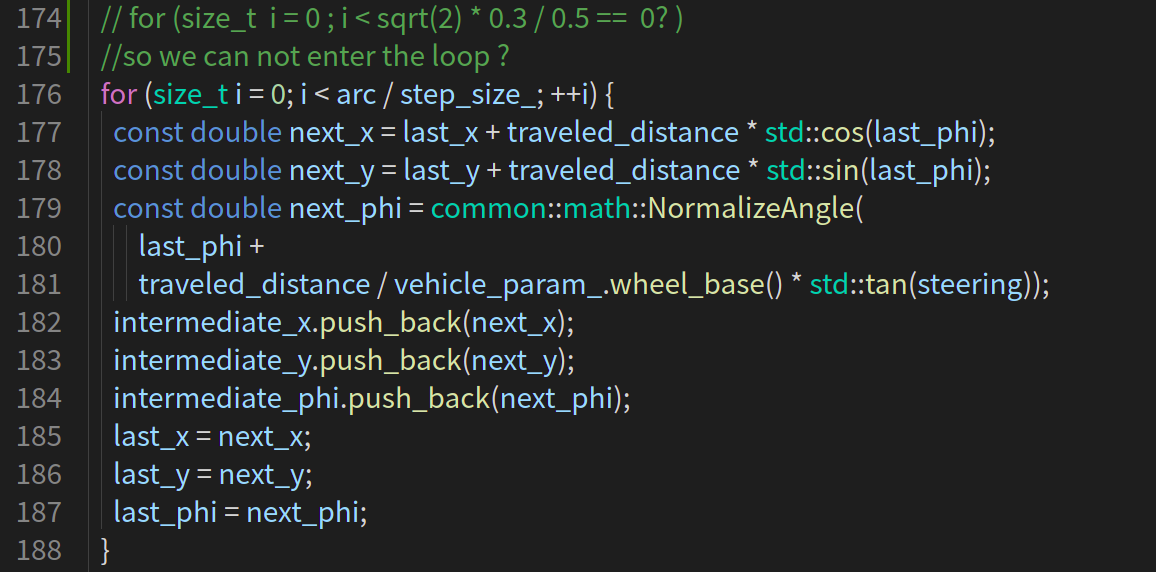 174 // for (size_t i = 0 ; i < sqrt(2) * 0.3 / 0.5 == 0? )
175 //so we can not enter the loop ?
176 for (size_t i = 0; i < arc / step_size_; ++i) {
177 const double next_x = last_x + traveled_distance * std::cos(last_phi);
178 const double next_y = last_y + traveled_distance * std::sin(last_phi);
179 const double next_phi = common::math::NormalizeAngle(
180 last_phi +
181 traveled_distance / vehicle_param_.wheel_base() * std::tan(steering));
182 intermediate_x.push_back(next_x);
183 intermediate_y.push_back(next_y);
184 intermediate_phi.push_back(next_phi);
185 last_x = next_x;
186 last_y = next_y;
187 last_phi = next_phi;
188 }